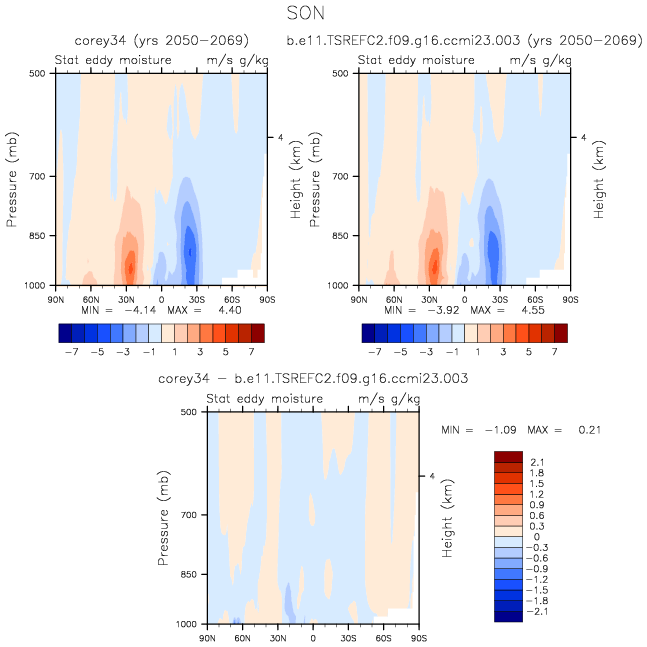 SON
corey34 (yrs 2050-2069)
b.e11.TSREFC2.f09.g16.ccmi23.003 (yrs 2050-2069)
Stat eddy moisture m/s g/kg
Stat eddy moisture m/s g/kg
Pressure (mb)
500
700
850
1000
4
Height (km)
90N 60N 30N 0 30S 60S 90S
MIN = -4.14 MAX = 4.40
-7 -5 -3 -1 1 3 5 7
Pressure (mb)
500
700
850
1000
4
Height (km)
90N 60N 30N 0 30S 60S 90S
MIN = -3.92 MAX = 4.55
-7 -5 -3 -1 1 3 5 7
corey34 - b.e11.TSREFC2.f09.g16.ccmi23.003
Stat eddy moisture m/s g/kg
Pressure (mb)
500
700
850
1000
4
Height (km)
90N 60N 30N 0 30S 60S 90S
MIN = -1.09 MAX = 0.21
2.1
1.8
1.5
1.2
0.9
0.6
0.3
0
-0.3
-0.6
-0.9
-1.2
-1.5
-1.8
-2.1